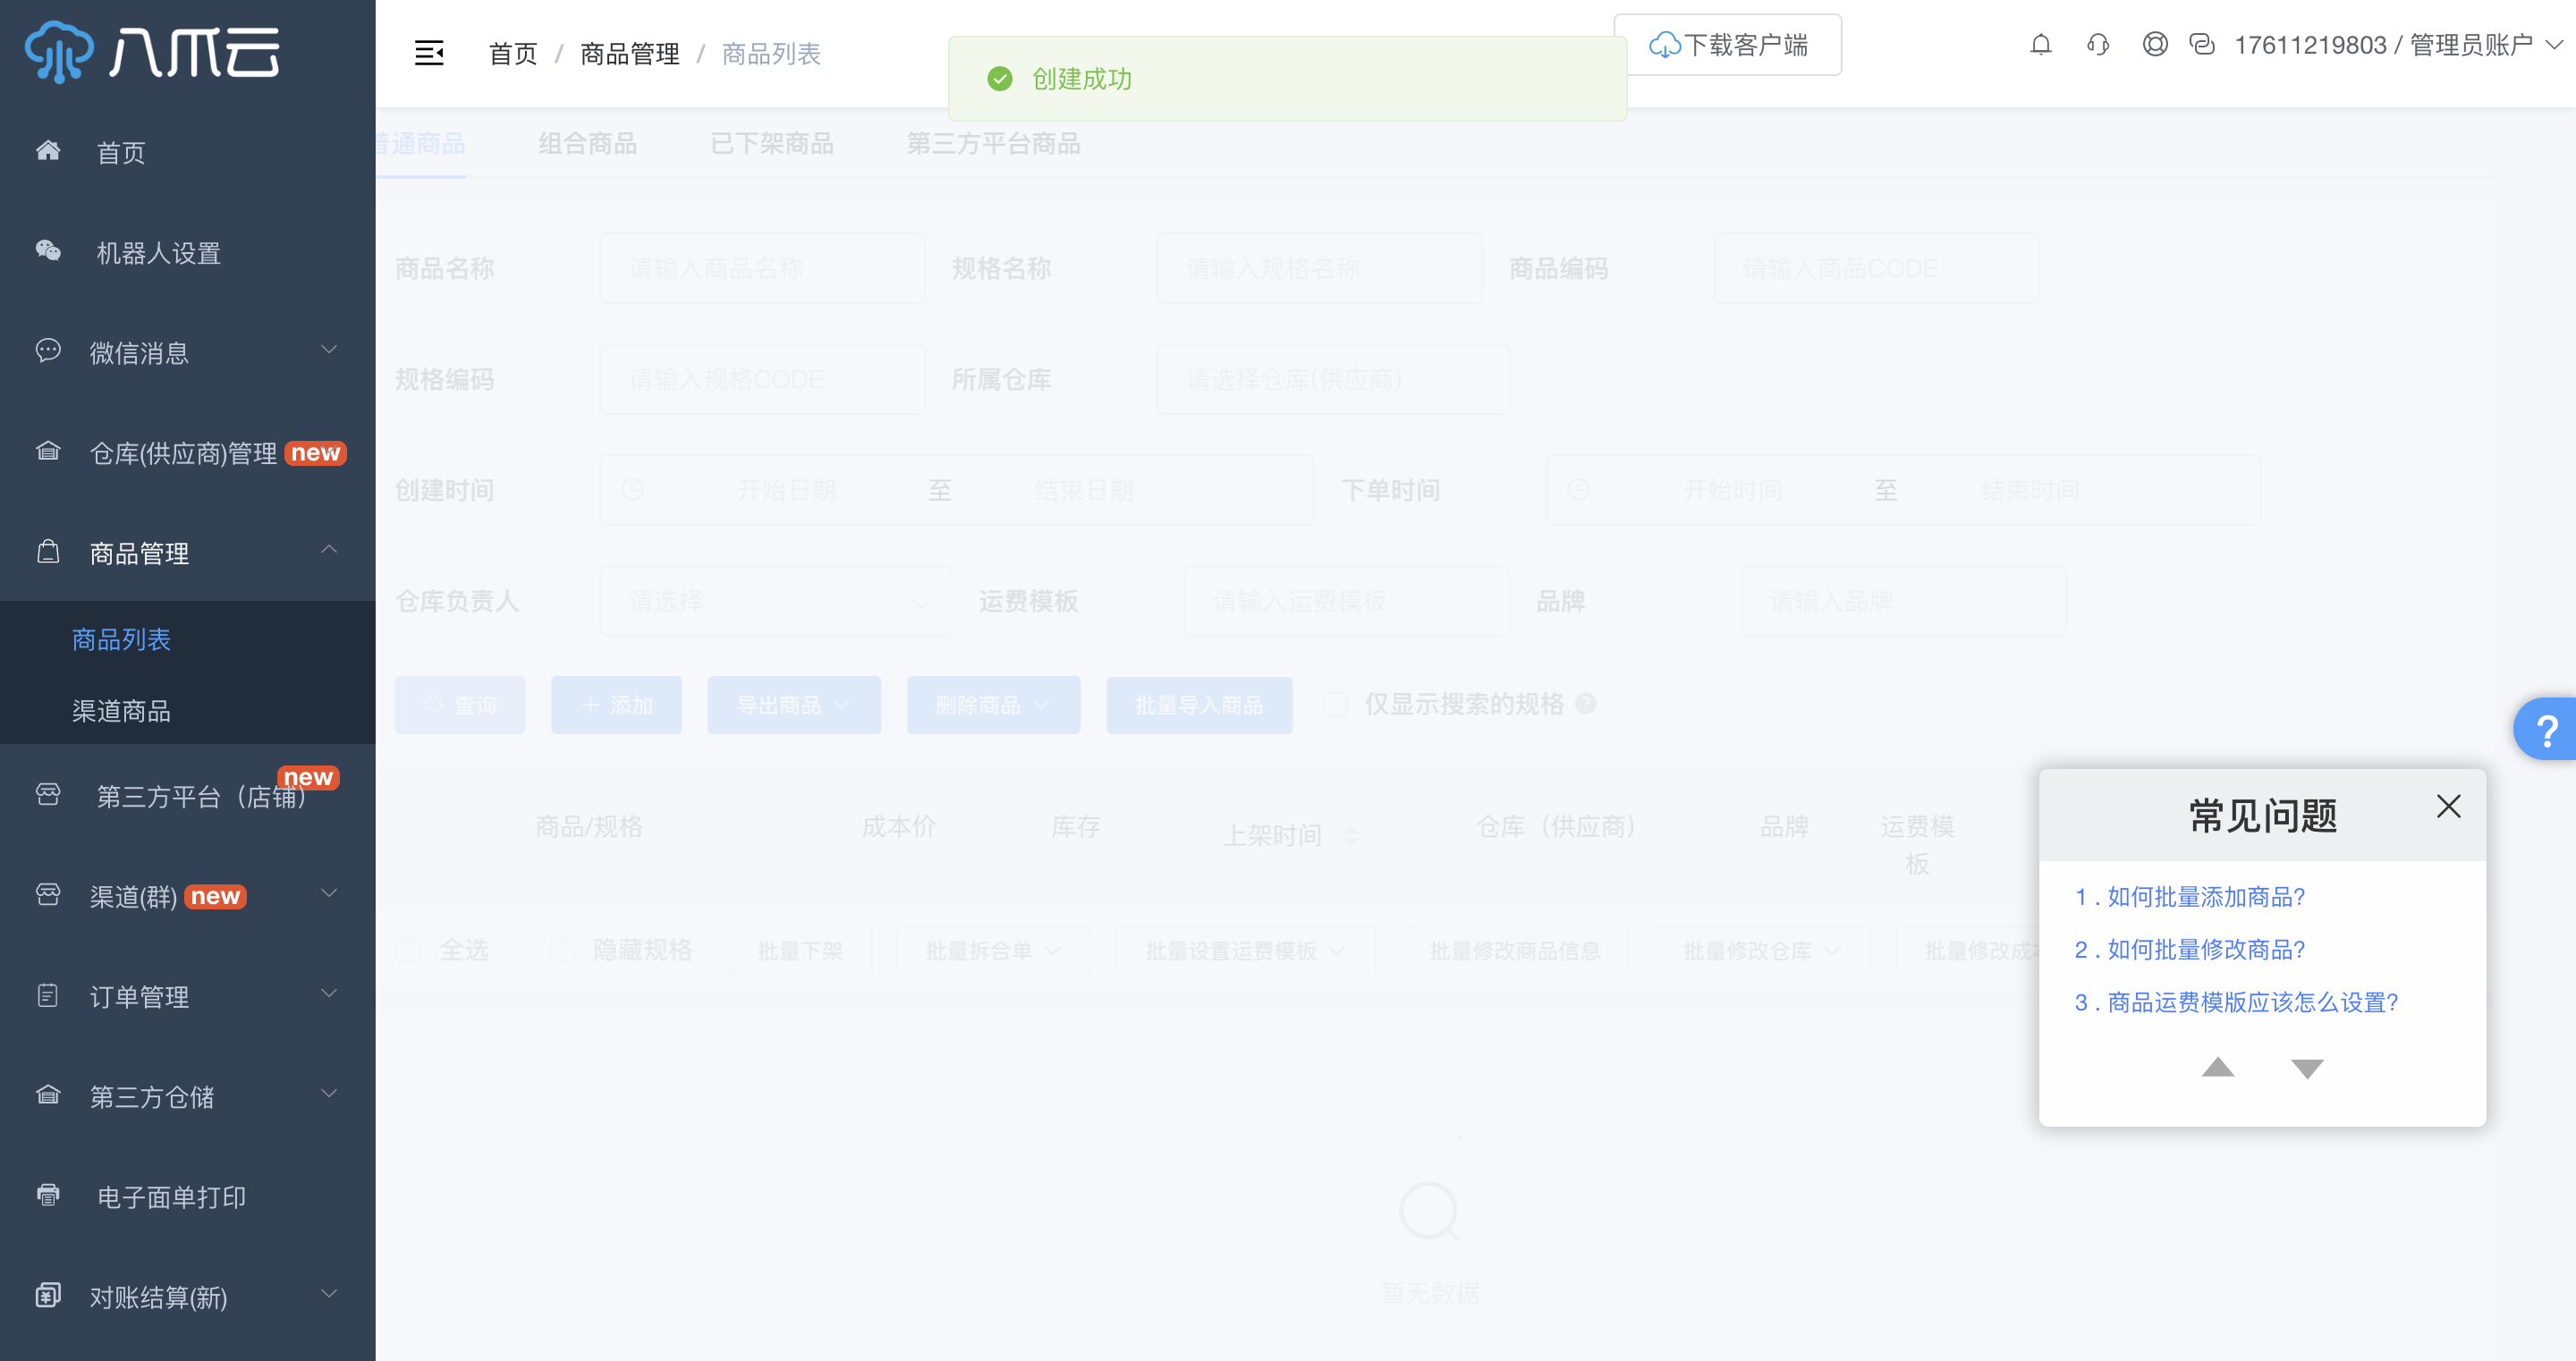 八爪云
首页 / 商品管理 / 商品列表
创建成功
下载客户端
17611219803 / 管理员账户
首页
机器人设置
微信消息
仓库(供应商)管理 new
商品管理
商品列表
渠道商品
第三方平台（店铺） new
渠道(群) new
订单管理
第三方仓储
电子面单打印
对账结算(新)
普通商品 组合商品 已下架商品 第三方平台商品
商品名称 请输入商品名称 规格名称 请输入规格名称 商品编码 请输入商品CODE
规格编码 请输入规格CODE 所属仓库 请选择仓库(供应商)
创建时间 开始日期 至 结束日期 下单时间 开始时间 至 结束时间
仓库负责人 请选择 运费模板 请输入运费模板 品牌 请输入品牌
查询 添加 导出商品 删除商品 批量导入商品 仅显示搜索的规格 ?
商品/规格 成本价 库存 上架时间 仓库（供应商） 品牌 运费模板
全选 隐藏规格 批量下架 批量拆合单 批量设置运费模板 批量修改商品信息 批量修改仓库 批量修改成
暂无数据
?
常见问题
1 . 如何批量添加商品?
2 . 如何批量修改商品?
3 . 商品运费模版应该怎么设置?